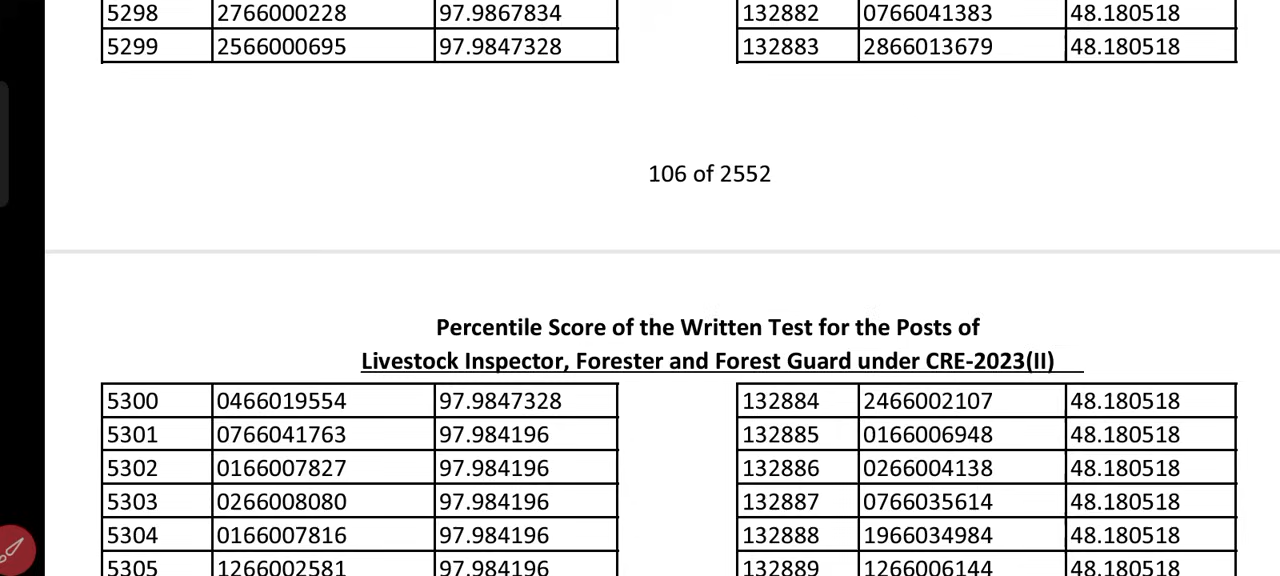 5298 2766000228 97.9867834 132882 0766041383 48.180518
5299 2566000695 97.9847328 132883 2866013679 48.180518
106 of 2552
Percentile Score of the Written Test for the Posts of
Livestock Inspector, Forester and Forest Guard under CRE-2023(II)
5300 0466019554 97.9847328 132884 2466002107 48.180518
5301 0766041763 97.984196 132885 0166006948 48.180518
5302 0166007827 97.984196 132886 0266004138 48.180518
5303 0266008080 97.984196 132887 0766035614 48.180518
5304 0166007816 97.984196 132888 1966034984 48.180518
5305 1266002581 97.984196 132889 1266006144 48.180518